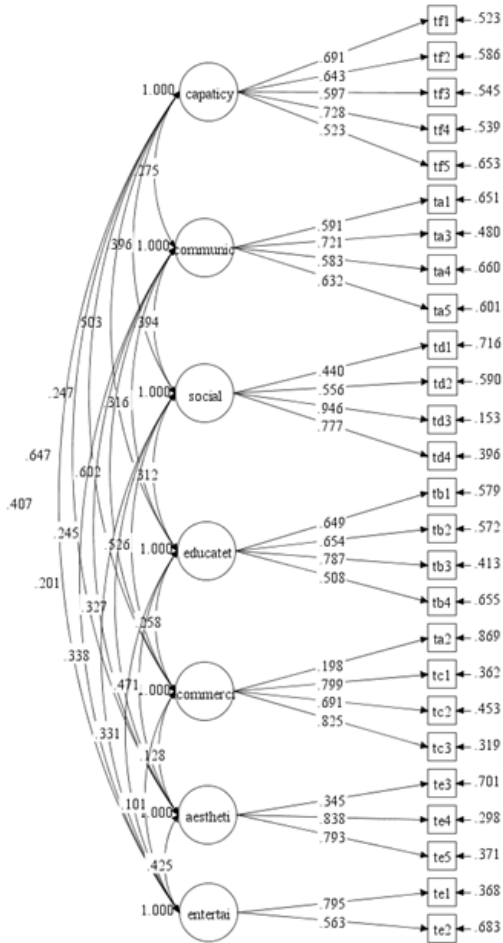 tf1 .523
.691
tf2 .586
.643
1.000 capaticy .597 tf3 .545
.728
tf4 .539
.523
tf5 .653
.275
ta1 .651
.591
.396 1.000 communic .721 ta3 .480
.583
ta4 .660
.632
ta5 .601
.503 .394
td1 .716
.440
.247 .316 1.000 social .556 td2 .590
.946
td3 .153
.777
.647 td4 .396
.602 .312
.407 tb1 .579
.649
.245 .526 1.000 educatet .654 tb2 .572
.787
tb3 .413
.508
.201 tb4 .655
.327 .258
ta2 .869
.338 .198
.471 1.000 commerci .799 tc1 .362
.691
tc2 .453
.331 .825
tc3 .319
.128
te3 .701
.101 .345
1.000 aestheti .838 te4 .298
.793
te5 .371
.425
te1 .368
.795
1.000 entertai .563
te2 .683